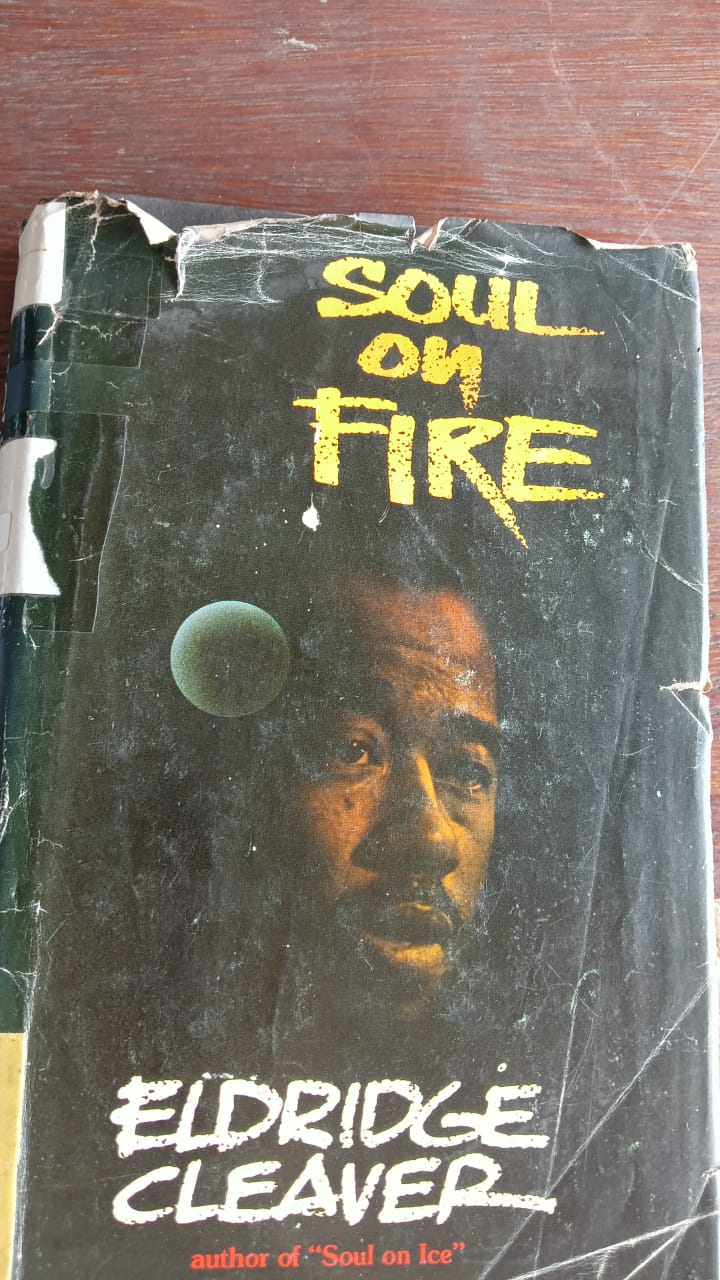 SOUL
on
FIRE
ELDRIDGE
CLEAVER
author of “Soul on Ice”